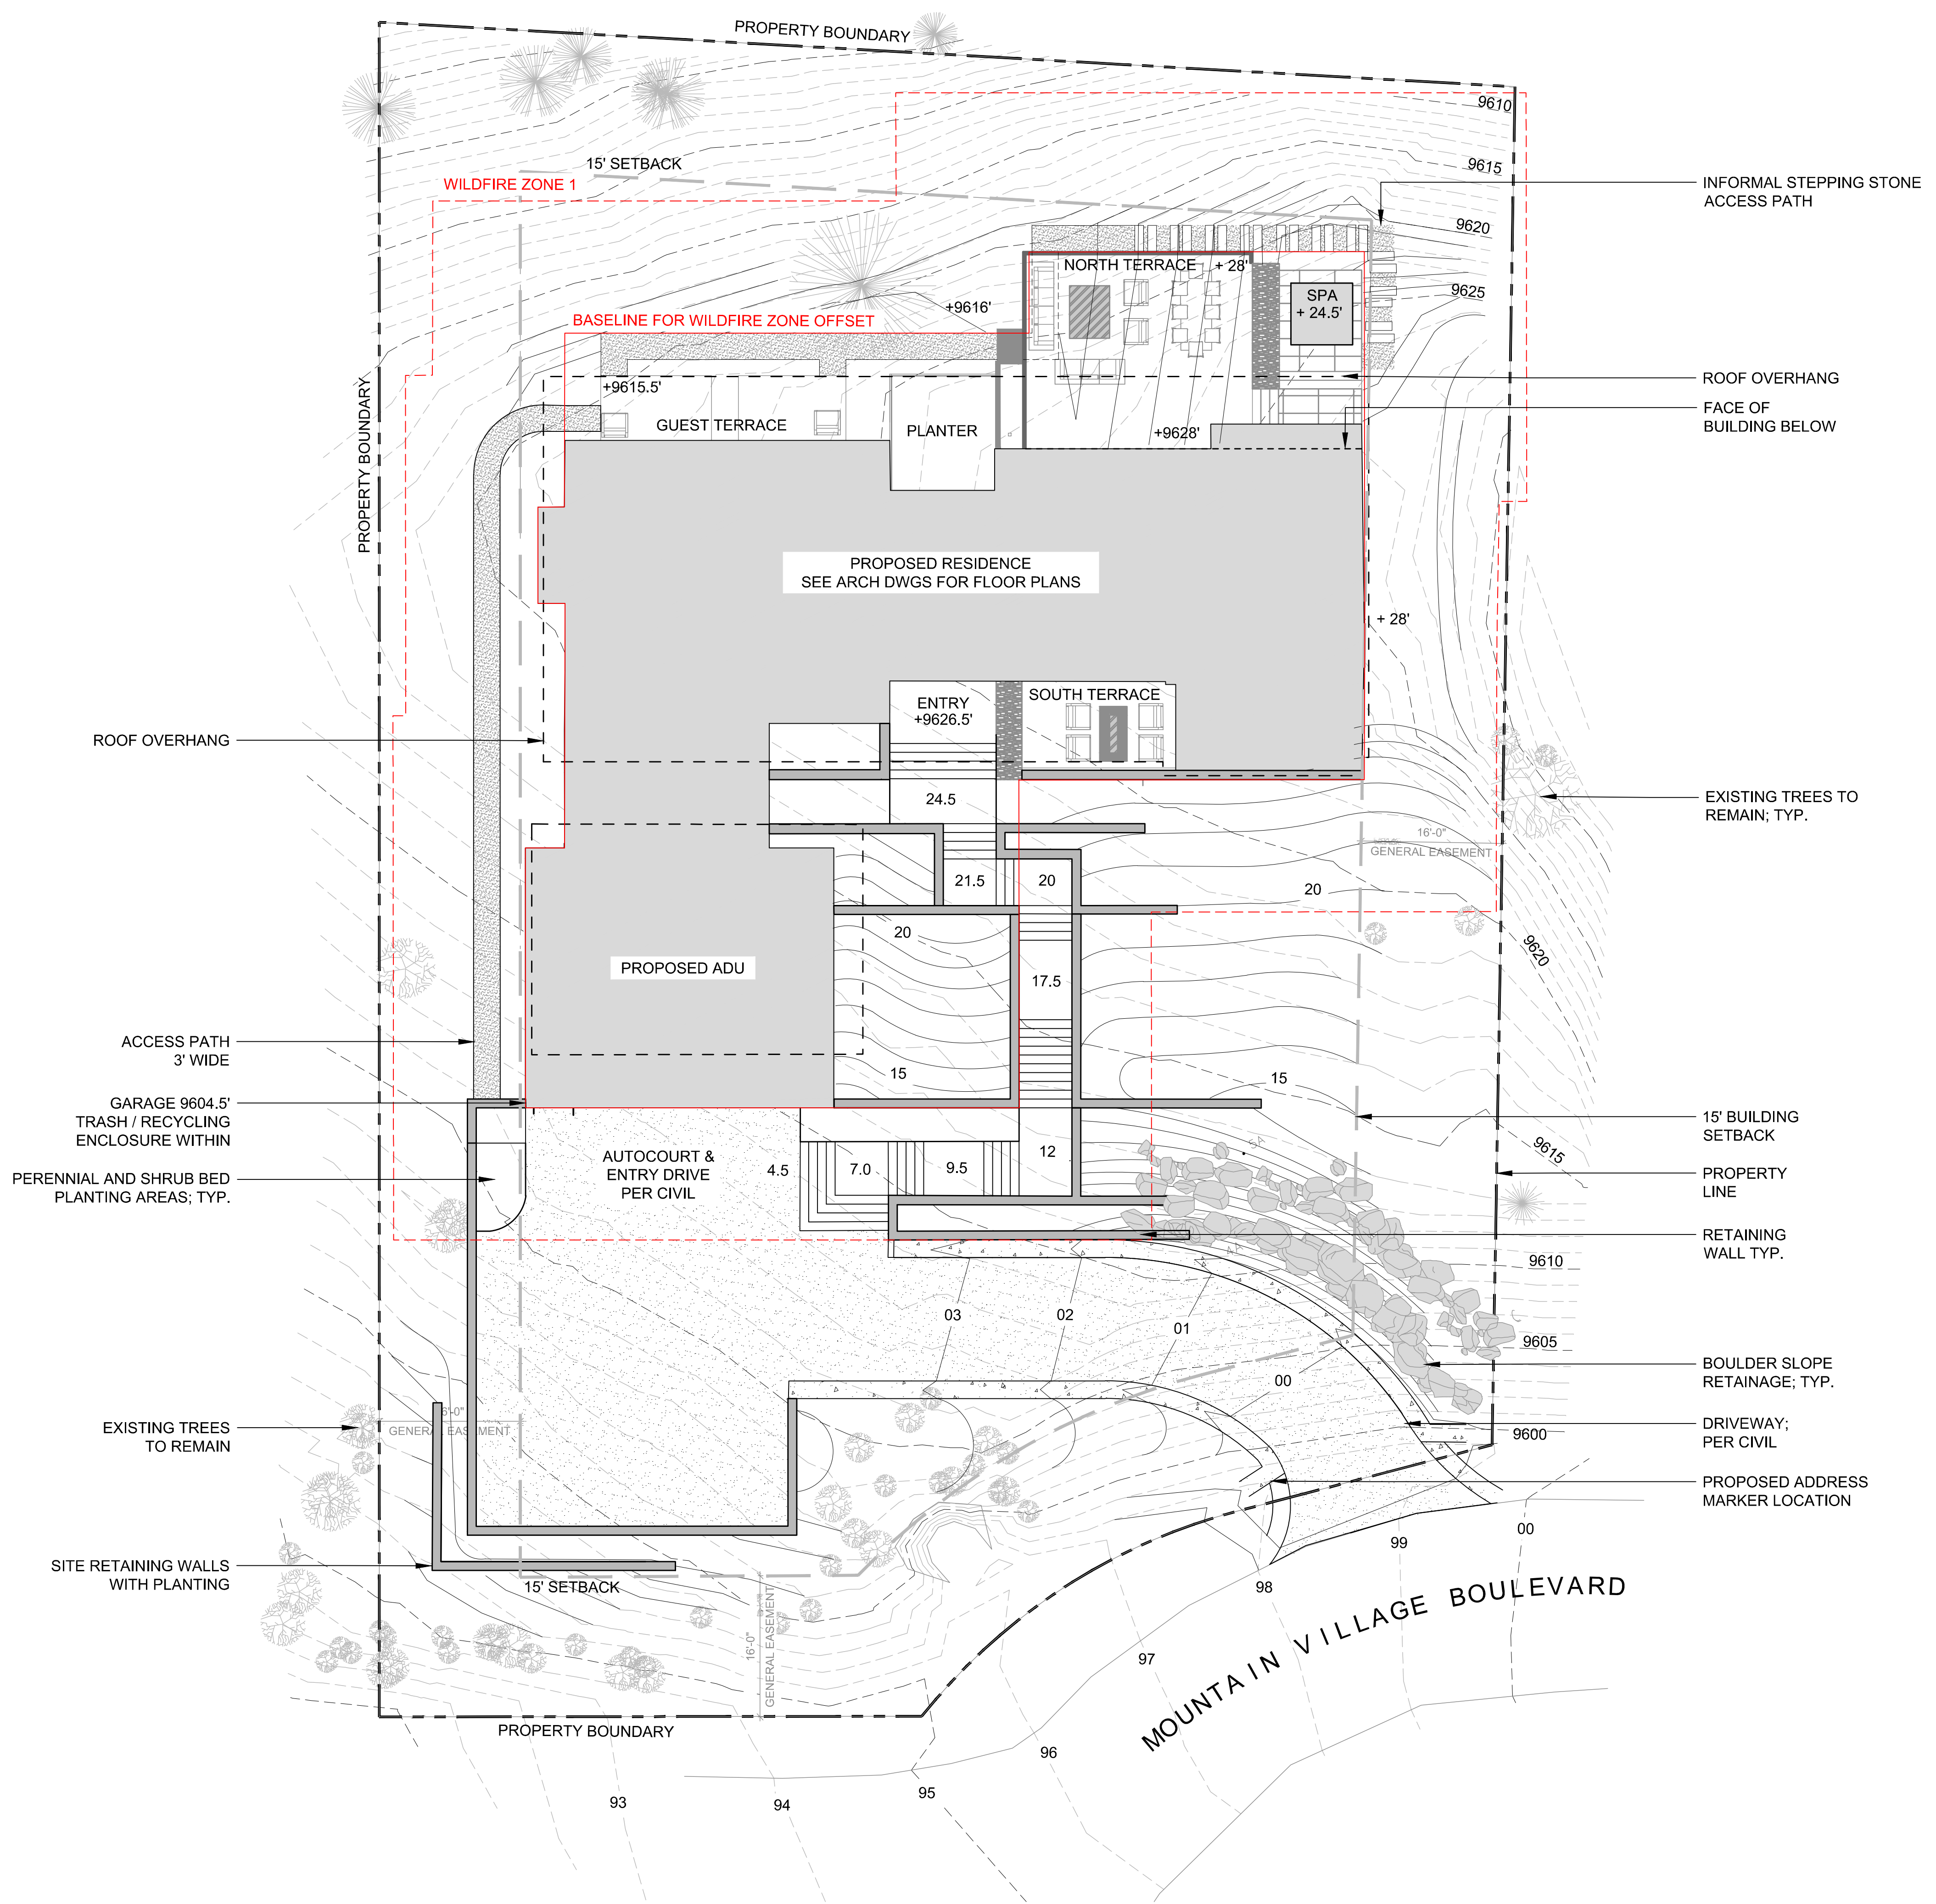 PROPERTY BOUNDARY
9610
15' SETBACK
9615
WILDFIRE ZONE 1
INFORMAL STEPPING STONE
ACCESS PATH
9620
NORTH TERRACE
+ 28'
9625
SPA
+ 24.5'
+9616'
BASELINE FOR WILDFIRE ZONE OFFSET
ROOF OVERHANG
+9615.5'
FACE OF
BUILDING BELOW
GUEST TERRACE
PLANTER
+9628'
PROPERTY BOUNDARY
PROPOSED RESIDENCE
SEE ARCH DWGS FOR FLOOR PLANS
+ 28'
ENTRY
+9626.5'
SOUTH TERRACE
ROOF OVERHANG
24.5
EXISTING TREES TO
REMAIN; TYP.
16'-0"
GENERAL EASEMENT
21.5
20
20
20
9620
PROPOSED ADU
17.5
ACCESS PATH
3' WIDE
15
15
GARAGE 9604.5'
TRASH / RECYCLING
ENCLOSURE WITHIN
15' BUILDING
SETBACK
9615
AUTOCOURT &
ENTRY DRIVE
PER CIVIL
4.5
7.0
9.5
12
PERENNIAL AND SHRUB BED
PLANTING AREAS; TYP.
PROPERTY
LINE
RETAINING
WALL TYP.
9610
03
02
01
9605
BOULDER SLOPE
RETAINAGE; TYP.
00
GENERAL EASEMENT
EXISTING TREES
TO REMAIN
DRIVEWAY;
PER CIVIL
9600
PROPOSED ADDRESS
MARKER LOCATION
00
99
SITE RETAINING WALLS
WITH PLANTING
15' SETBACK
98
16'-0"
GENERAL EASEMENT
MOUNTAIN VILLAGE BOULEVARD
97
PROPERTY BOUNDARY
96
95
94
93